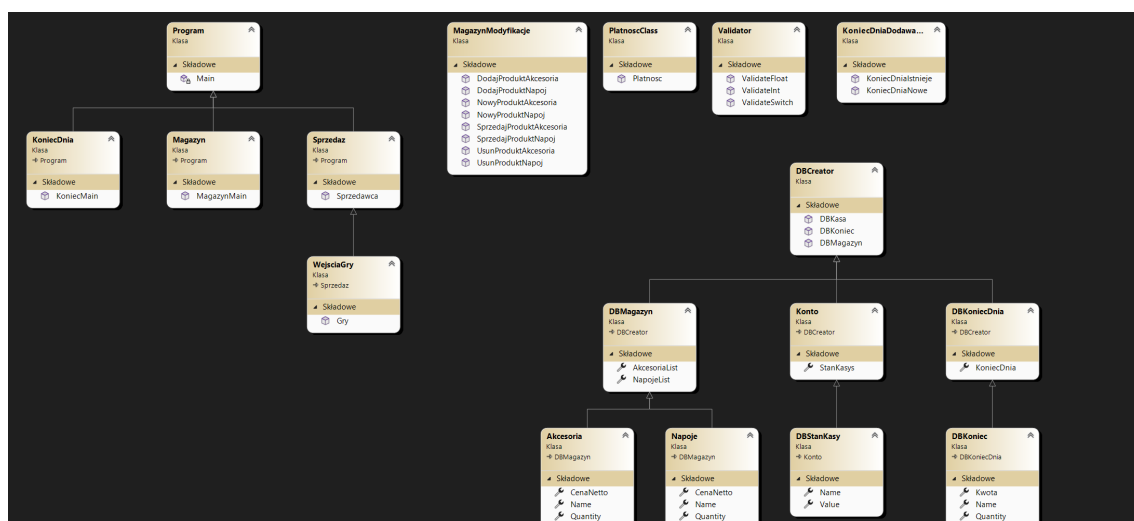 Program
Klasa
Składowe
Main
MagazynModyfikacje
Klasa
Składowe
DodajProduktAkcesoria
DodajProduktNapoj
NowyProduktAkcesoria
NowyProduktNapoj
SprzedajProduktAkcesoria
SprzedajProduktNapoj
UsunProduktAkcesoria
UsunProduktNapoj
PlatnoscClass
Klasa
Składowe
Platnosc
Validator
Klasa
Składowe
ValidateFloat
ValidateInt
ValidateSwitch
KoniecDniaDodawa...
Klasa
Składowe
KoniecDniaIstnieje
KoniecDniaNowe
KoniecDnia
Klasa
Program
Składowe
KoniecMain
Magazyn
Klasa
Program
Składowe
MagazynMain
Sprzedaz
Klasa
Program
Składowe
Sprzedawca
WejsciaGry
Klasa
Sprzedaz
Składowe
Gry
DBCreator
Klasa
Składowe
DBKasa
DBKoniec
DBMagazyn
DBMagazyn
Klasa
DBCreator
Składowe
AkcesoriaList
NapojeList
Konto
Klasa
DBCreator
Składowe
StanKasys
DBKoniecDnia
Klasa
DBCreator
Składowe
KoniecDnia
Akcesoria
Klasa
DBMagazyn
Składowe
CenaNetto
Name
Quantity
Napoje
Klasa
DBMagazyn
Składowe
CenaNetto
Name
Quantity
DBStanKasy
Klasa
Konto
Składowe
Name
Value
DBKoniec
Klasa
DBKoniecDnia
Składowe
Kwota
Name
Quantity